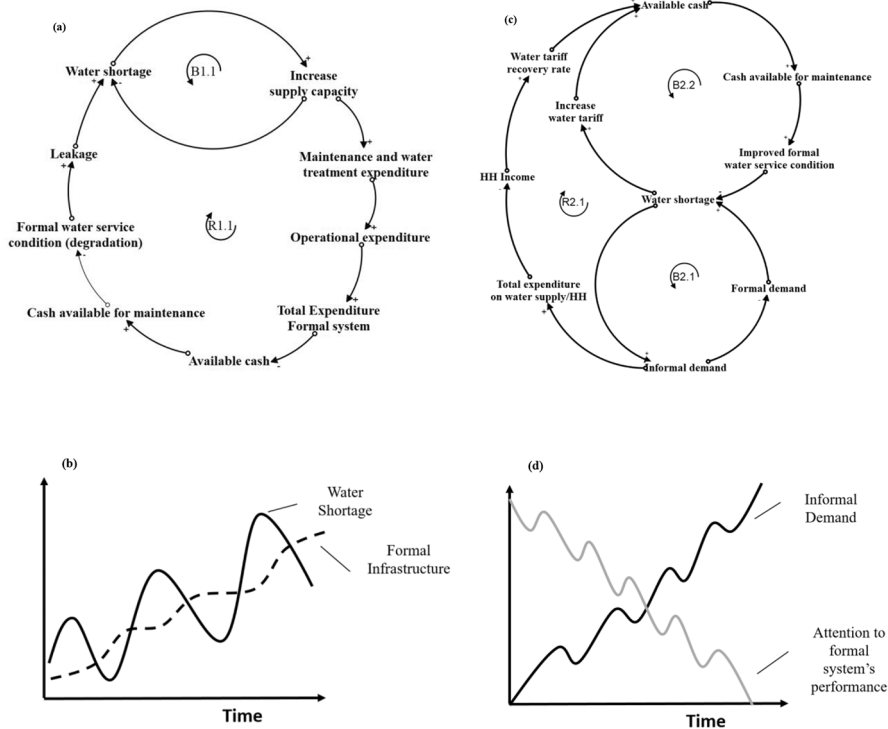 (a)
Water shortage
B1.1
Increase
supply capacity
Maintenance and water
treatment expenditure
Operational expenditure
Total Expenditure
Formal system
Available cash
Cash available for maintenance
Formal water service
condition (degradation)
Leakage
R1.1
(c)
Available cash
Water tariff
recovery rate
B2.2
Cash available for maintenance
Increase
water tariff
Improved formal
water service condition
HH Income
R2.1
Water shortage
B2.1
Total expenditure
on water supply/HH
Formal demand
Informal demand
(b)
Water
Shortage
Formal
Infrastructure
Time
(d)
Informal
Demand
Attention to
formal
system's
performance
Time